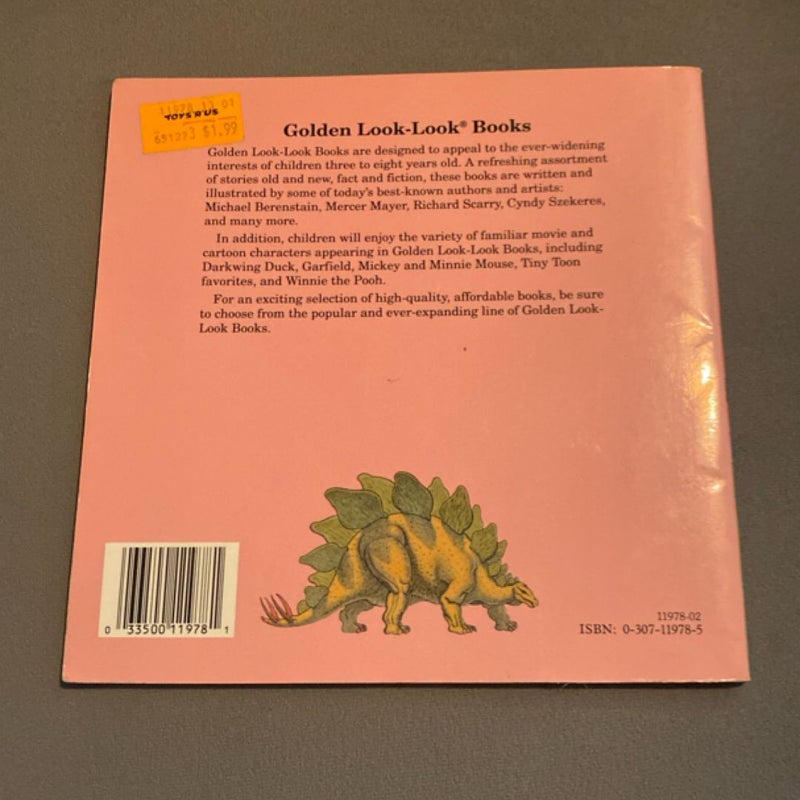 11978 13 01
TOYS"R"US
651223 $1.99
Golden Look-Look® Books
Golden Look-Look Books are designed to appeal to the ever-widening
interests of children three to eight years old. A refreshing assortment
of stories old and new, fact and fiction, these books are written and
illustrated by some of today's best-known authors and artists:
Michael Berenstain, Mercer Mayer, Richard Scarry, Cyndy Szekeres,
and many more.
In addition, children will enjoy the variety of familiar movie and
cartoon characters appearing in Golden Look-Look Books, including
Darkwing Duck, Garfield, Mickey and Minnie Mouse, Tiny Toon
favorites, and Winnie the Pooh.
For an exciting selection of high-quality, affordable books, be sure
to choose from the popular and ever-expanding line of Golden Look-
Look Books.
0 33500 11978 1
11978-02
ISBN: 0-307-11978-5